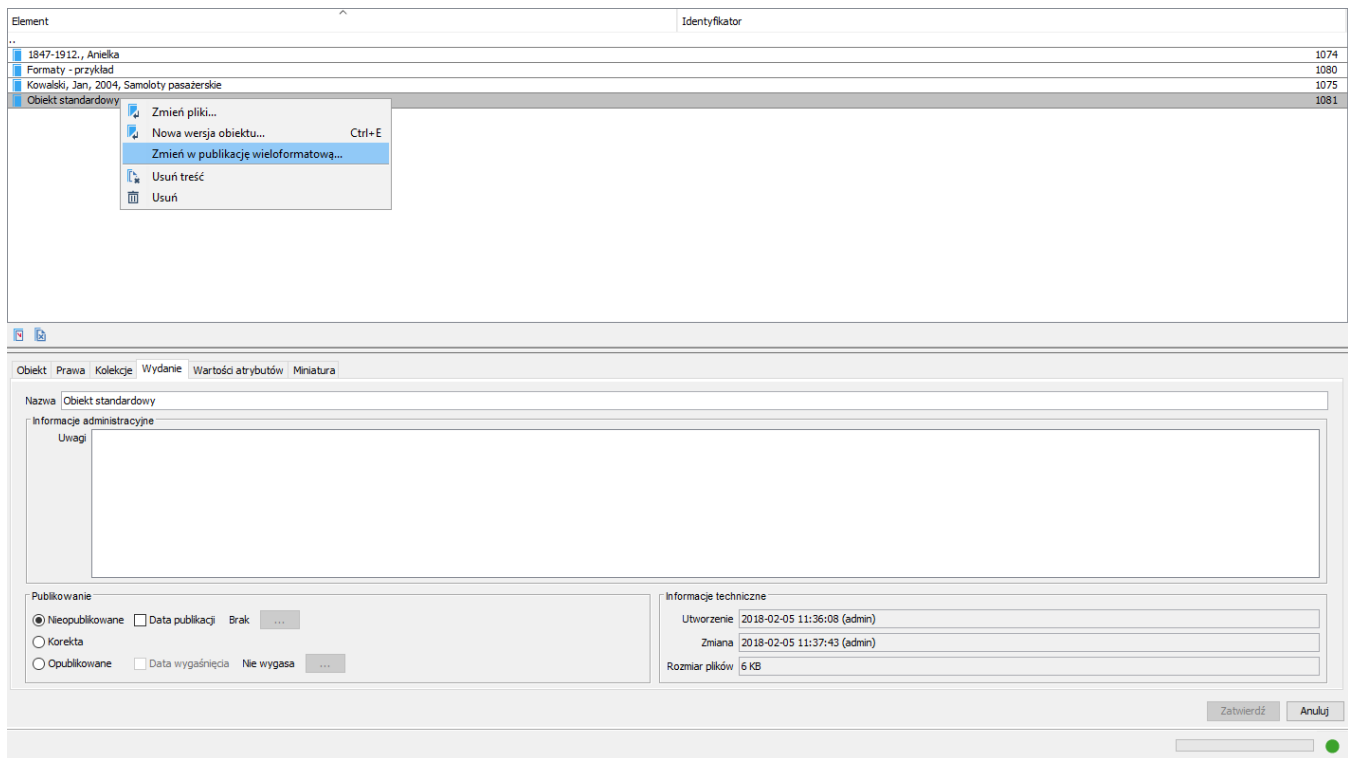 Element Identyfikator
..
1847-1912., Anielka 1074
Formaty - przykład 1080
Kowalski, Jan, 2004, Samoloty pasażerskie 1075
Obiekt standardowy 1081
Zmień pliki...
Nowa wersja obiektu... Ctrl+E
Zmień w publikację wieloformatową...
Usuń treść
Usuń
Obiekt Prawa Kolekcje Wydanie Wartości atrybutów Miniatura
Nazwa Obiekt standardowy
Informacje administracyjne
Uwagi
Publikowanie
Nieopublikowane Data publikacji Brak ...
Korekta
Opublikowane Data wygaśnięcia Nie wygasa ...
Informacje techniczne
Utworzenie 2018-02-05 11:36:08 (admin)
Zmiana 2018-02-05 11:37:43 (admin)
Rozmiar plików 6 KB
Zatwierdź Anuluj